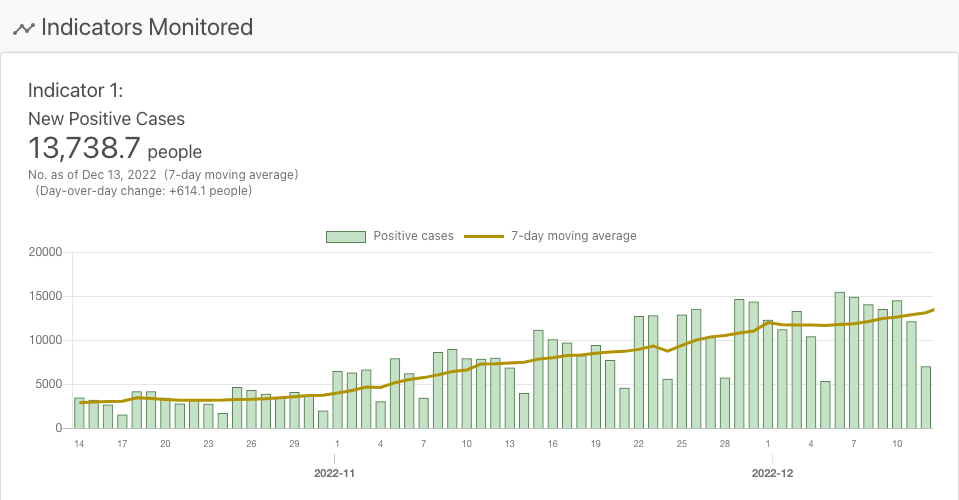 Indicators Monitored
Indicator 1:
New Positive Cases
13,738.7 people
No. as of Dec 13, 2022 (7-day moving average)
(Day-over-day change: +614.1 people)
Positive cases 7-day moving average
20000
15000
10000
5000
0
14 17 20 23 26 29 1 4 7 10 13 16 19 22 25 28 1 4 7 10
2022-11 2022-12